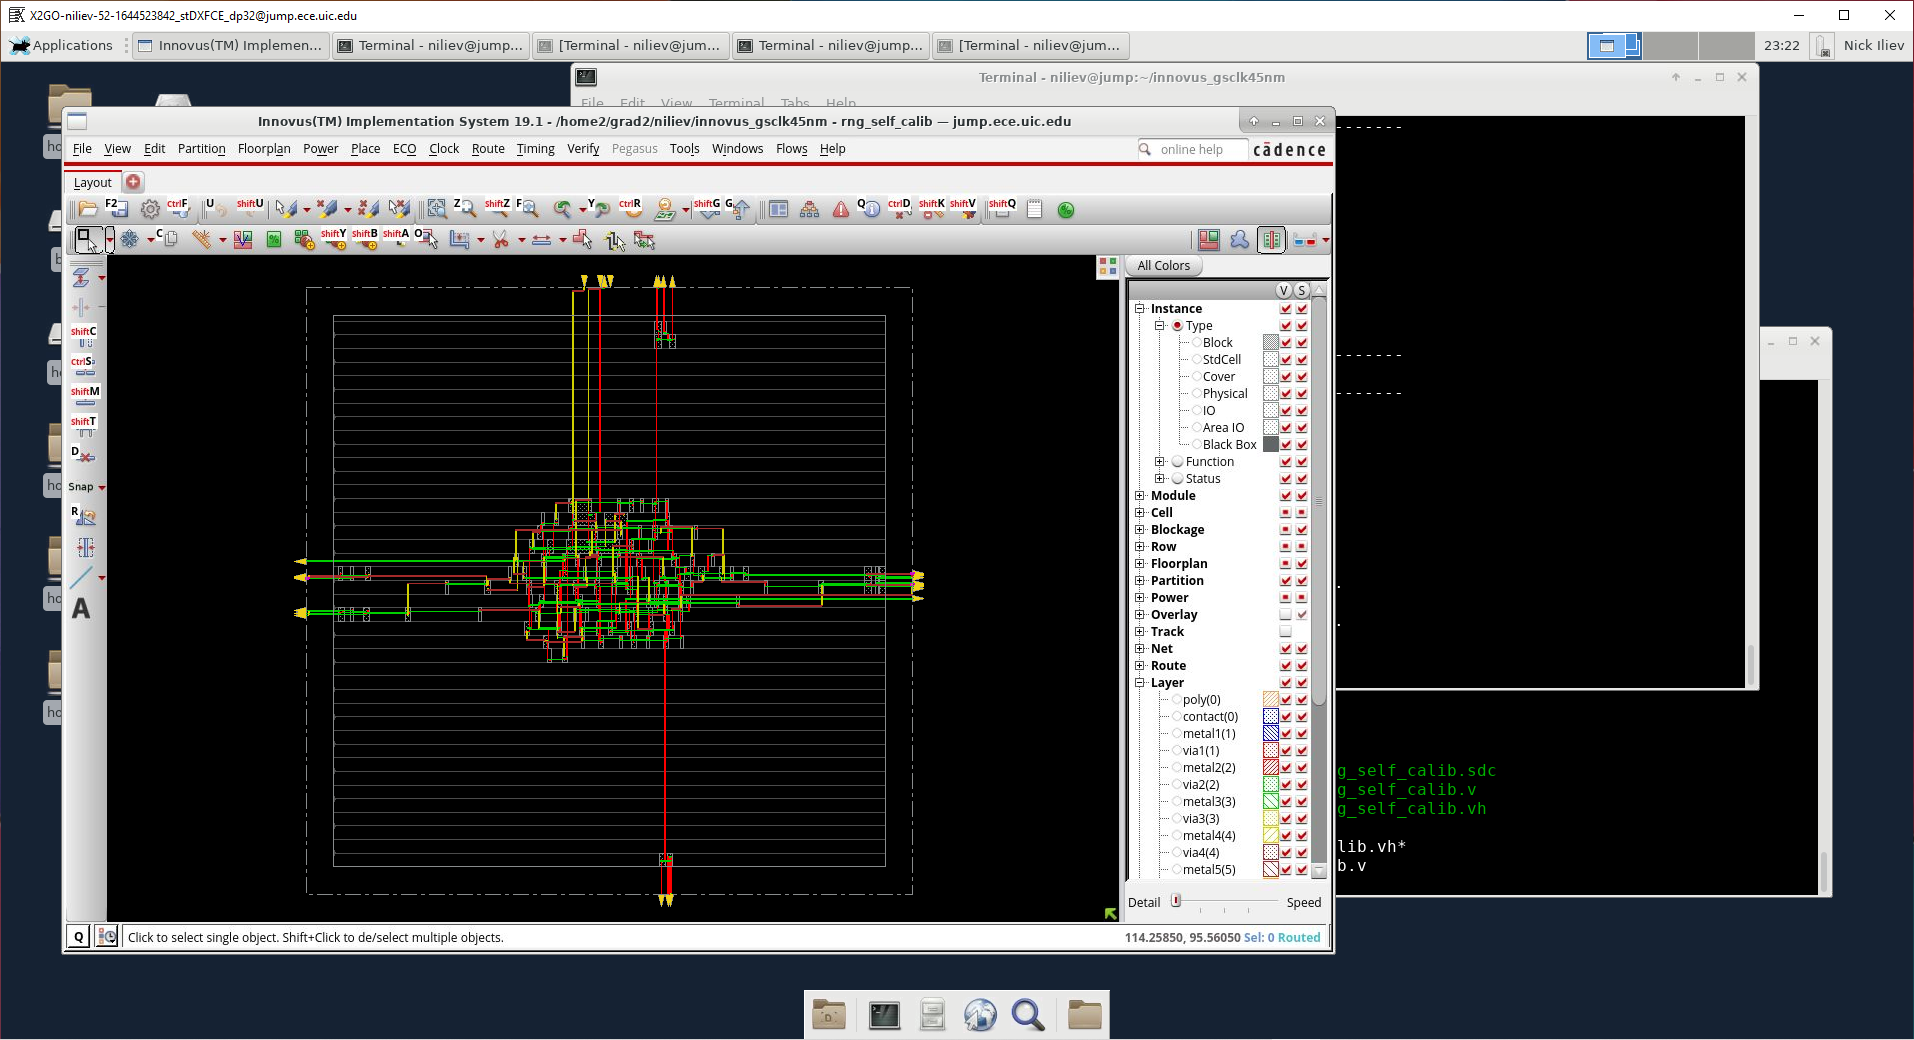 X2GO-niliev-52-1644523842_stDXFCE_dp32@jump.ece.uic.edu
Applications
Innovus(TM) Implemen...
Terminal - niliev@jump...
[Terminal - niliev@jum...
Terminal - niliev@jump...
[Terminal - niliev@jum...
23:22
Nick Iliev
Terminal - niliev@jump:~/innovus_gsclk45nm
File Edit View Terminal Tabs Help
Innovus(TM) Implementation System 19.1 - /home2/grad2/niliev/innovus_gsclk45nm - rng_self_calib — jump.ece.uic.edu
File View Edit Partition Floorplan Power Place ECO Clock Route Timing Verify Pegasus Tools Windows Flows Help
online help
cādence
Layout
F2 CtrlF U ShiftU Z ShiftZ F Y CtrlR ShiftG G Q CtrlD ShiftK ShiftV ShiftQ
C ShiftY ShiftB ShiftA O
ShiftC
CtrlS
ShiftM
ShiftT
D
Snap
R
A
All Colors
V S
Instance
Type
Block
StdCell
Cover
Physical
IO
Area IO
Black Box
Function
Status
Module
Cell
Blockage
Row
Floorplan
Partition
Power
Overlay
Track
Net
Route
Layer
poly(0)
contact(0)
metal1(1)
via1(1)
metal2(2)
via2(2)
metal3(3)
via3(3)
metal4(4)
via4(4)
metal5(5)
Detail Speed
Q
Click to select single object. Shift+Click to de/select multiple objects.
114.25850, 95.56050 Sel: 0 Routed
-------
-------
-------
g_self_calib.sdc
g_self_calib.v
g_self_calib.vh
lib.vh*
b.v